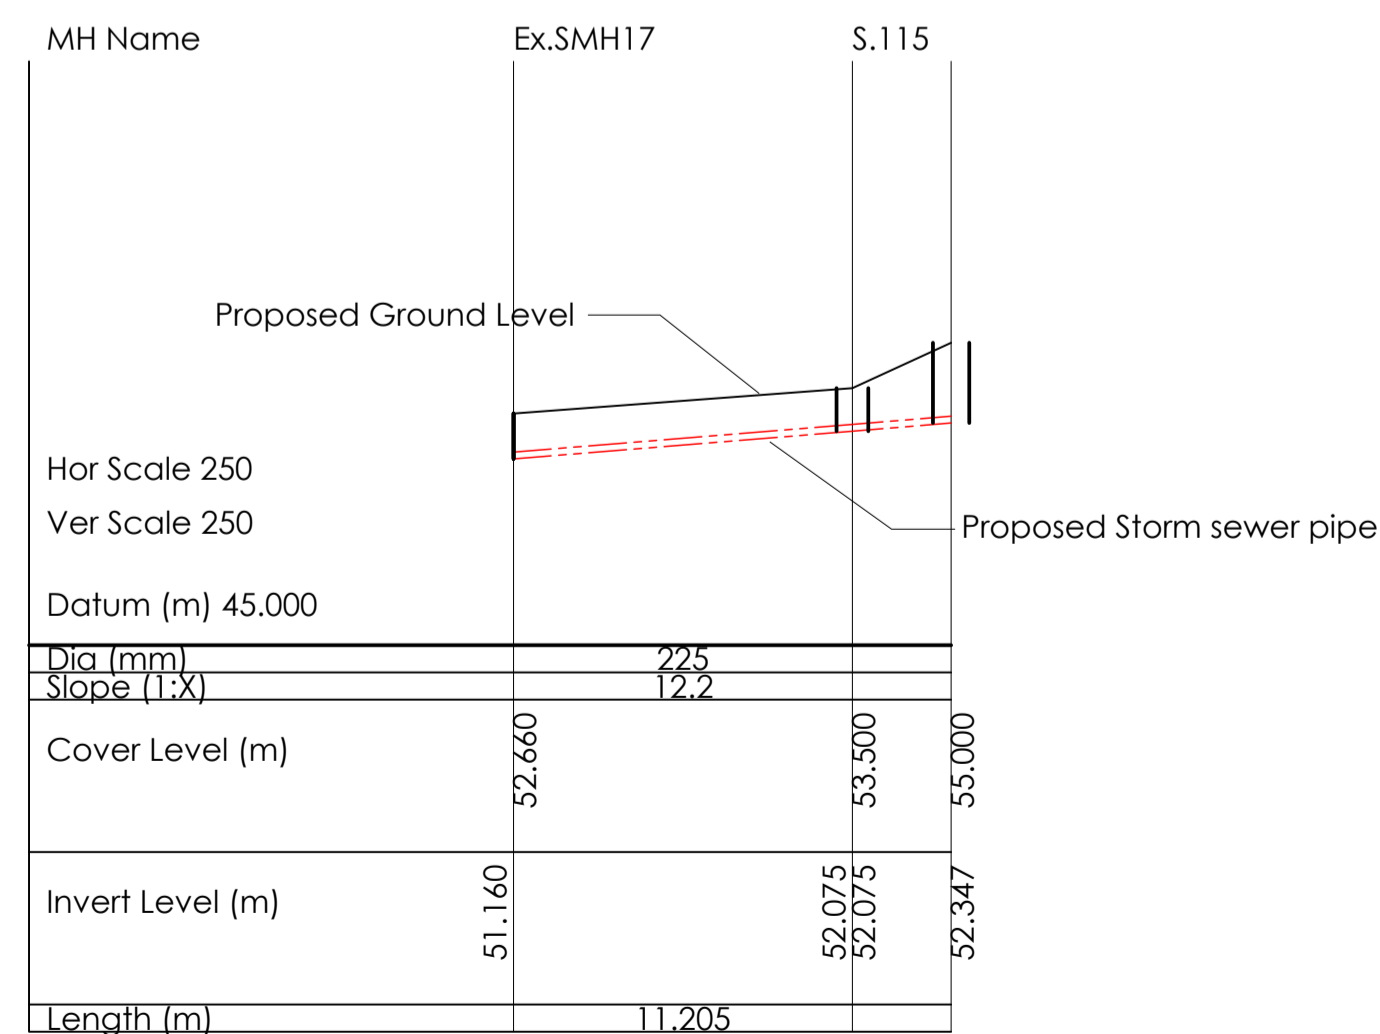 MH Name Ex.SMH17 S.115
Proposed Ground Level
Hor Scale 250
Ver Scale 250
Proposed Storm sewer pipe
Datum (m) 45.000
Dia (mm) 225
Slope (1:X) 12.2
Cover Level (m) 52.660 53.500 55.000
Invert Level (m) 51.160 52.075 52.075 52.347
Length (m) 11.205